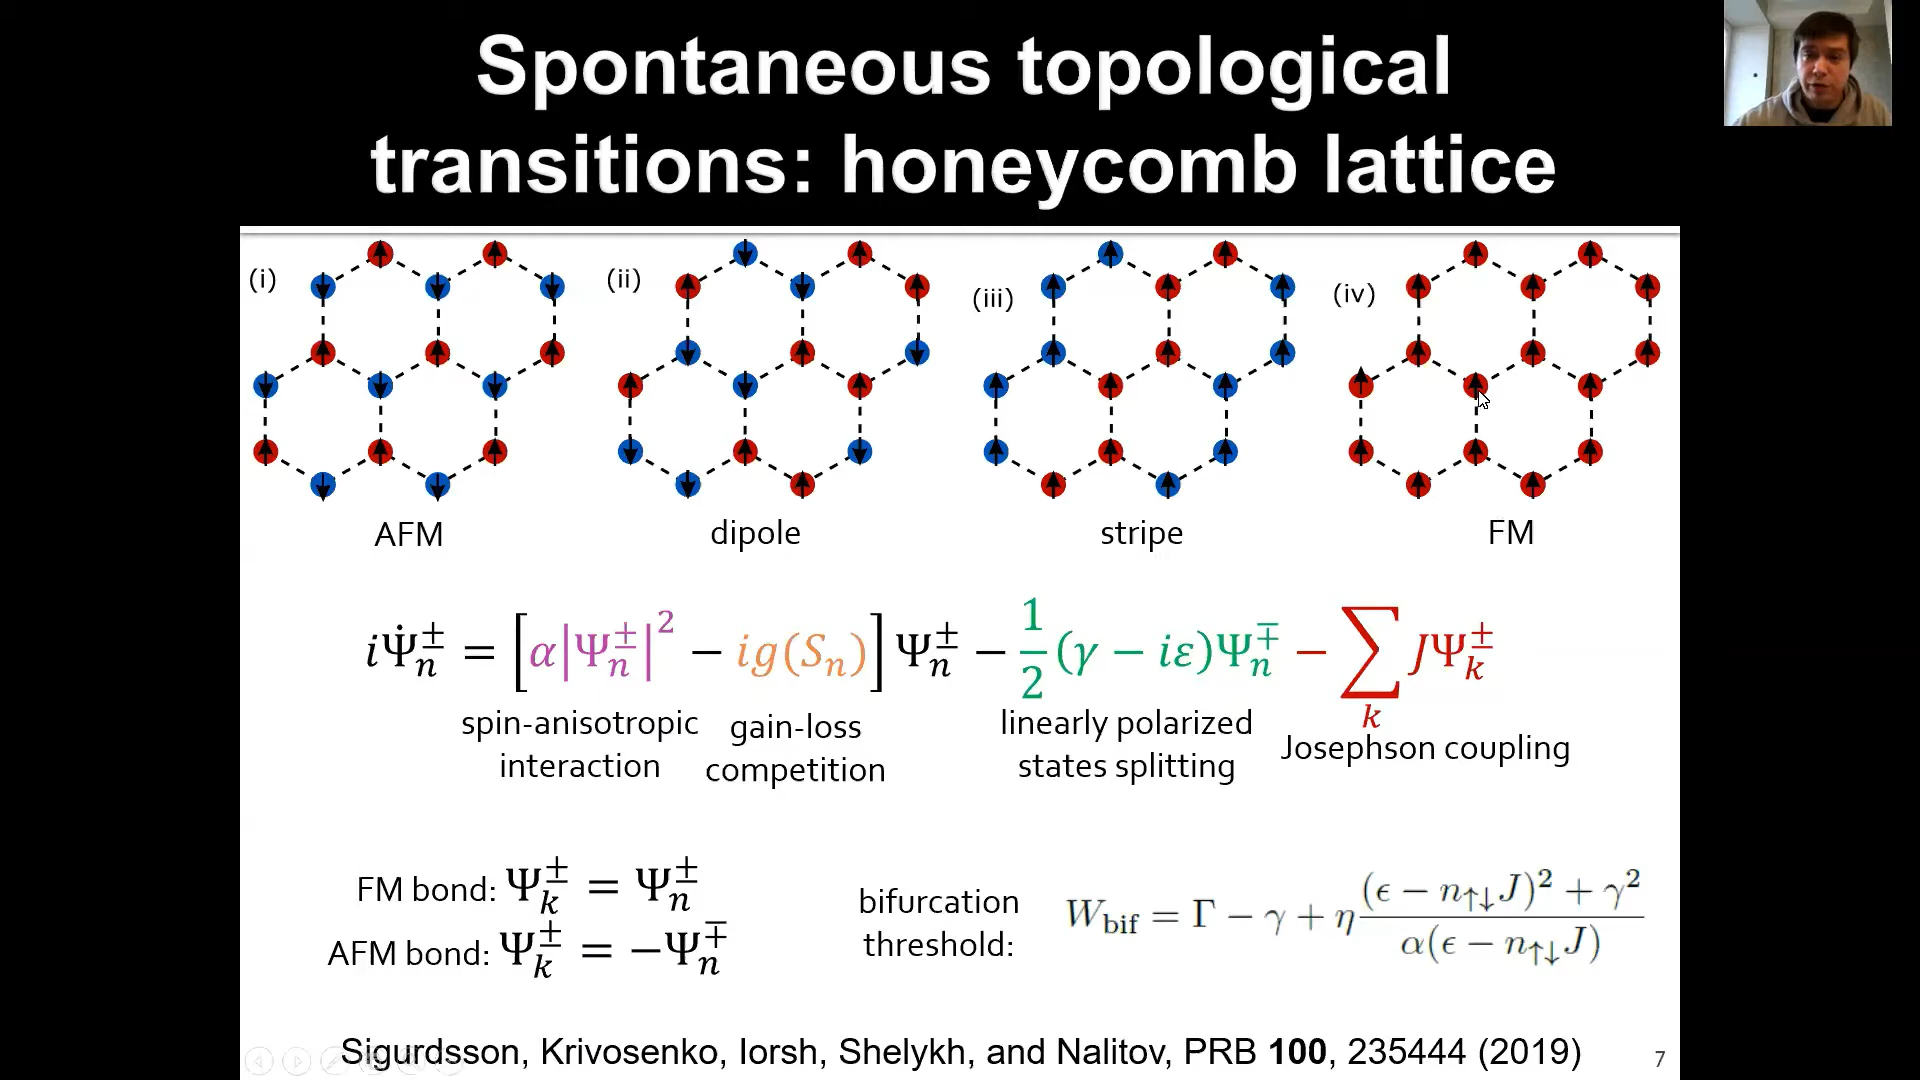 Spontaneous topological
transitions: honeycomb lattice
(i) (ii) (iii) (iv)
AFM dipole stripe FM
iΨ̇ₙ^± = [α|Ψₙ^±|² − ig(Sₙ)] Ψₙ^± − 1/2 (γ − iε)Ψₙ^∓ − ∑ₖ JΨₖ^±
spin-anisotropic
interaction
gain-loss
competition
linearly polarized
states splitting
Josephson coupling
FM bond: Ψₖ^± = Ψₙ^±
AFM bond: Ψₖ^± = −Ψₙ^∓
bifurcation
threshold:
W_bif = Γ − γ + η ((ϵ − n_↑↓J)² + γ²)/(α(ϵ − n_↑↓J))
Sigurdsson, Krivosenko, Iorsh, Shelykh, and Nalitov, PRB 100, 235444 (2019)
7